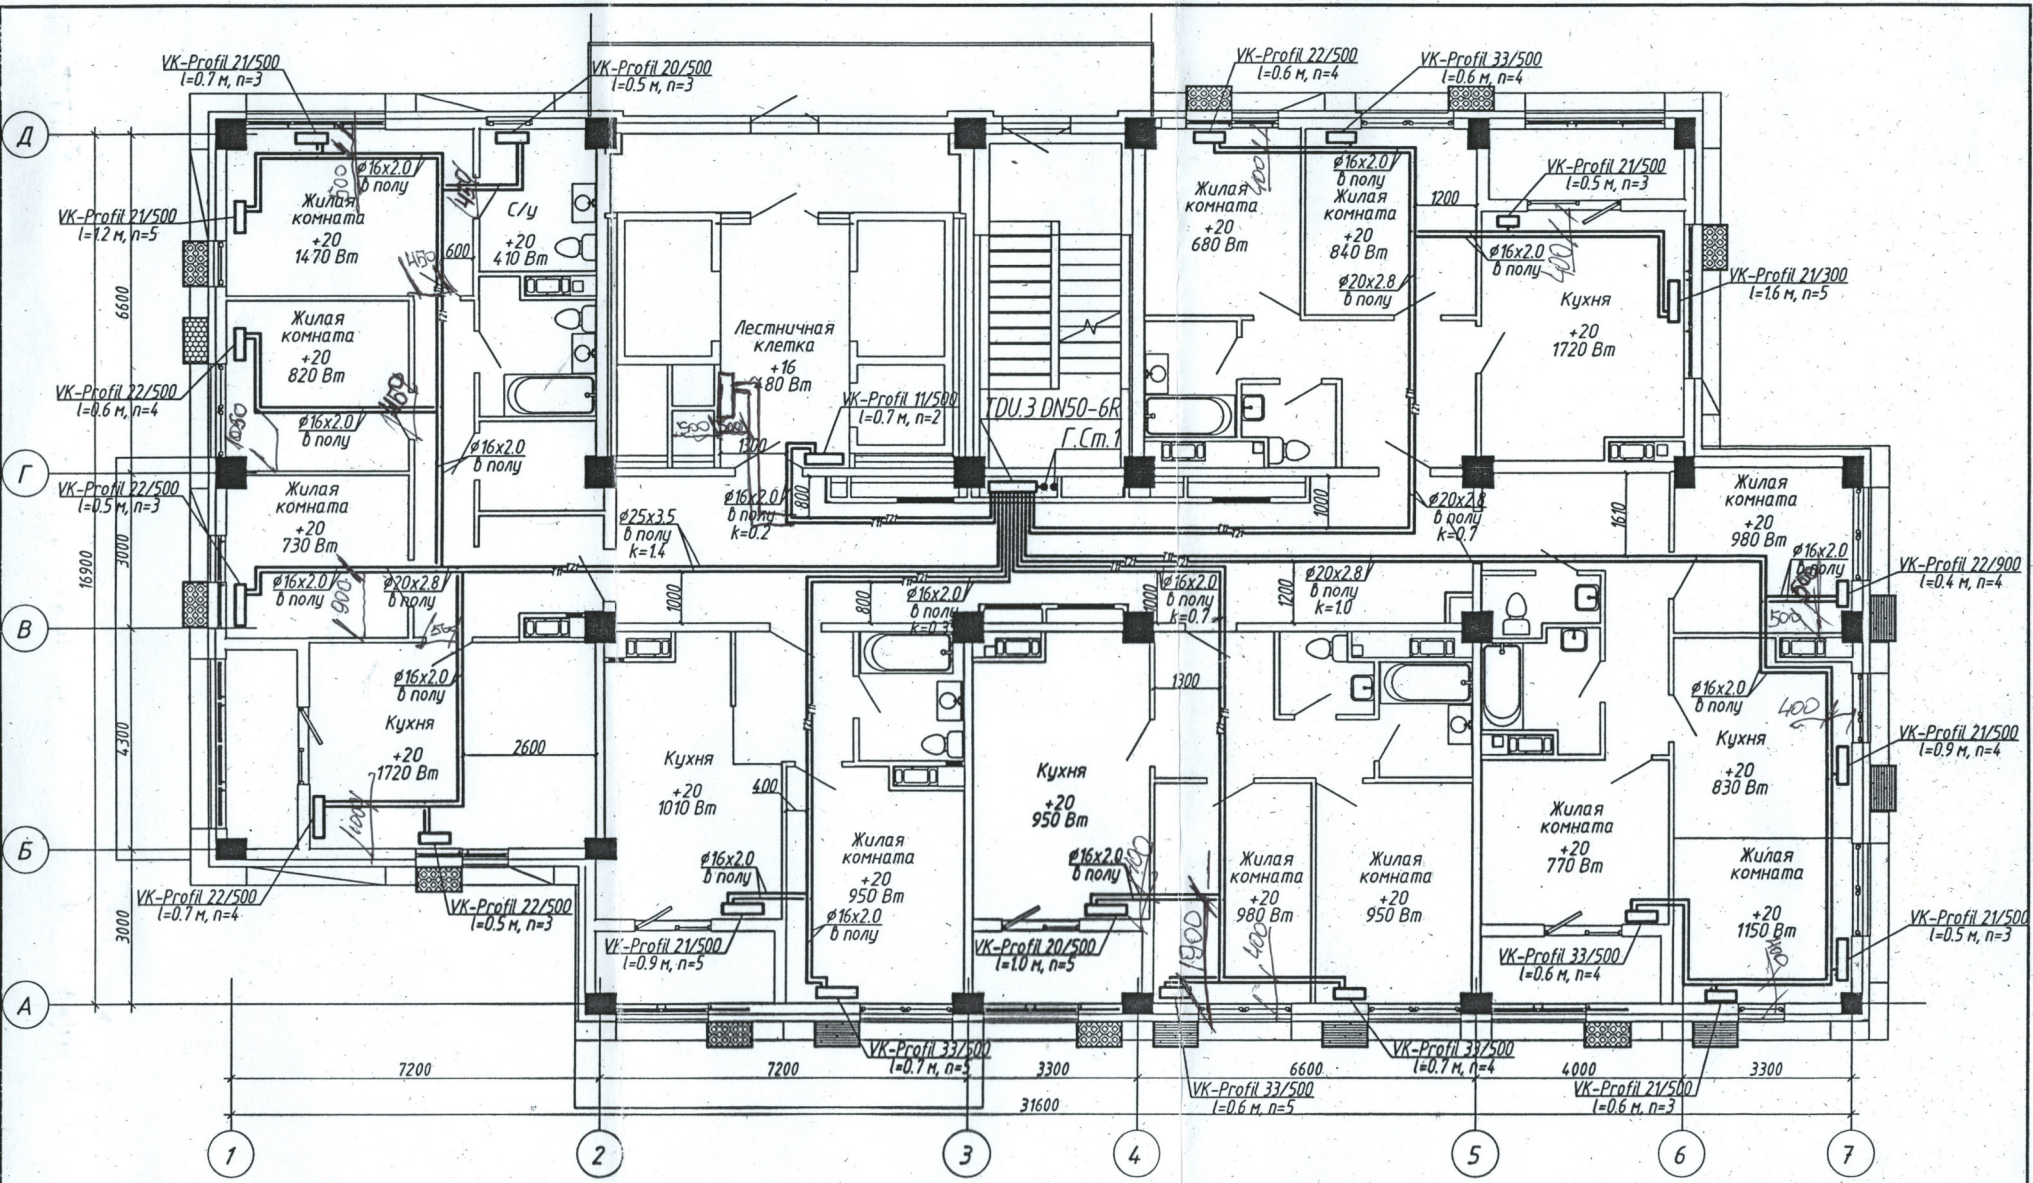 VK-Profil 21/500
l=0.7 м, n=3
VK-Profil 20/500
l=0.5 м, n=3
VK-Profil 22/500
l=0.6 м, n=4
VK-Profil 33/500
l=0.6 м, n=4
Д
ø16x2.0
в полу
500
450
Жилая
комната
+20
1470 Вт
VK-Profil 21/500
l=1.2 м, n=5
С/у
+20
410 Вт
600
450
Жилая
комната
+20
680 Вт
400
ø16x2.0
в полу
Жилая
комната
+20
840 Вт
ø20x2.8
в полу
1200
VK-Profil 21/500
l=0.5 м, n=3
ø16x2.0
в полу
400
Кухня
+20
1720 Вт
VK-Profil 21/300
l=1.6 м, n=5
6600
Жилая
комната
+20
820 Вт
VK-Profil 22/500
l=0.6 м, n=4
1050
ø16x2.0
в полу
ø16x2.0
в полу
Лестничная
клетка
+16
80 Вт
VK-Profil 11/500
l=0.7 м, n=2
1300
TDU.3 DN50-6R
Г.Ст.1
Г
VK-Profil 22/500
l=0.5 м, n=3
Жилая
комната
+20
730 Вт
ø16x2.0
в полу
900
ø20x2.8
в полу
ø25x3.5
в полу
k=1.4
ø16x2.0
в полу
k=0.2
800
1000
ø20x2.8
в полу
k=0.7
1610
Жилая
комната
+20
980 Вт
ø16x2.0
в полу
500
500
VK-Profil 22/900
l=0.4 м, n=4
16900
3000
1000
800
ø16x2.0
в полу
k=0.3
1000
ø16x2.0
в полу
k=0.7
1200
ø20x2.8
в полу
k=1.0
В
ø16x2.0
в полу
Кухня
+20
1720 Вт
400
2600
4300
Кухня
+20
1010 Вт
400
Кухня
+20
950 Вт
1300
ø16x2.0
в полу
400
Кухня
+20
830 Вт
VK-Profil 21/500
l=0.9 м, n=4
Б
VK-Profil 22/500
l=0.7 м, n=4
VK-Profil 22/500
l=0.5 м, n=3
3000
ø16x2.0
в полу
VK-Profil 21/500
l=0.9 м, n=5
Жилая
комната
+20
950 Вт
ø16x2.0
в полу
ø16x2.0
в полу
VK-Profil 20/500
l=1.0 м, n=5
1900
Жилая
комната
+20
980 Вт
400
Жилая
комната
+20
950 Вт
Жилая
комната
+20
770 Вт
VK-Profil 33/500
l=0.6 м, n=4
Жилая
комната
+20
1150 Вт
VK-Profil 21/500
l=0.5 м, n=3
А
VK-Profil 33/500
l=0.7 м, n=5
VK-Profil 33/500
l=0.7 м, n=4
VK-Profil 33/500
l=0.6 м, n=5
VK-Profil 21/500
l=0.6 м, n=3
7200
7200
3300
6600
4000
3300
31600
1
2
3
4
5
6
7